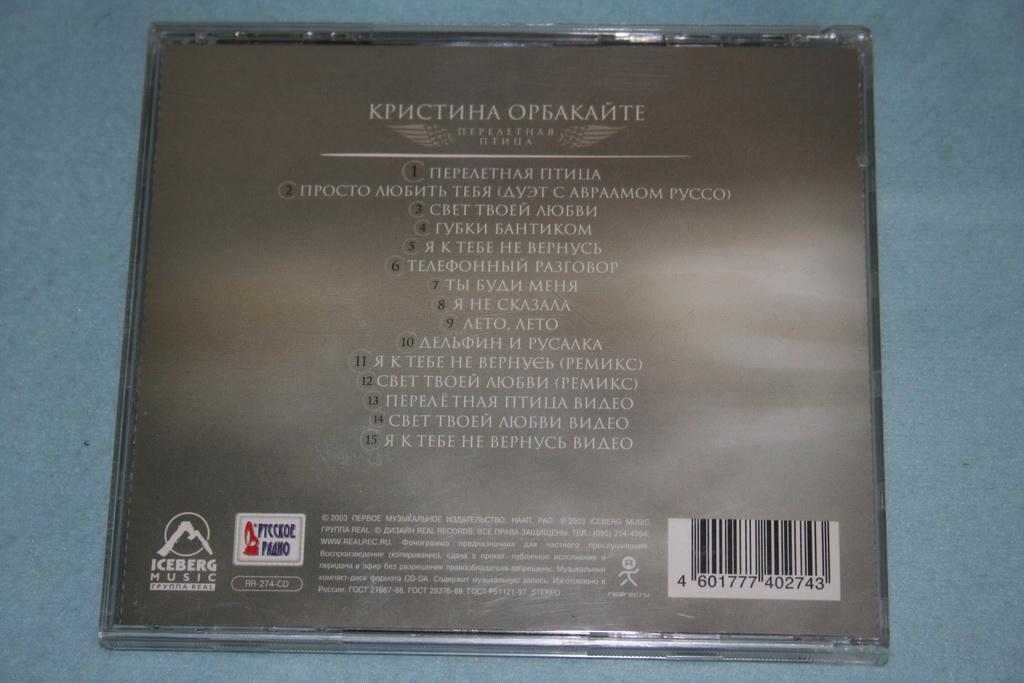 КРИСТИНА ОРБАКАЙТЕ
ПЕРЕЛЕТНАЯ
ПТИЦА
1 ПЕРЕЛЕТНАЯ ПТИЦА
2 ПРОСТО ЛЮБИТЬ ТЕБЯ (ДУЭТ С АВРААМОМ РУССО)
3 СВЕТ ТВОЕЙ ЛЮБВИ
4 ГУБКИ БАНТИКОМ
5 Я К ТЕБЕ НЕ ВЕРНУСЬ
6 ТЕЛЕФОННЫЙ РАЗГОВОР
7 ТЫ БУДИ МЕНЯ
8 Я НЕ СКАЗАЛА
9 ЛЕТО, ЛЕТО
10 ДЕЛЬФИН И РУСАЛКА
11 Я К ТЕБЕ НЕ ВЕРНУСЬ (РЕМИКС)
12 СВЕТ ТВОЕЙ ЛЮБВИ (РЕМИКС)
13 ПЕРЕЛЁТНАЯ ПТИЦА ВИДЕО
14 СВЕТ ТВОЕЙ ЛЮБВИ ВИДЕО
15 Я К ТЕБЕ НЕ ВЕРНУСЬ ВИДЕО
ICEBERG
MUSIC
ГРУППА REAL
РУССКОЕ
РАДИО
RR-274-CD
© 2003 ПЕРВОЕ МУЗЫКАЛЬНОЕ ИЗДАТЕЛЬСТВО, НААП, РАО. ℗ 2003 ICEBERG MUSIC
ГРУППА REAL. © ДИЗАЙН REAL RECORDS. ВСЕ ПРАВА ЗАЩИЩЕНЫ. ТЕЛ.: (095) 214-4394
WWW.REALREC.RU. Фонограмма предназначена для частного прослушивания.
Воспроизведение (копирование), сдача в прокат, публичное исполнение и
передача в эфир без разрешения правообладателя запрещены. Музыкальный
компакт-диск формата CD-DA. Содержит музыкальную запись. Изготовлено в
России. ГОСТ 27667-88, ГОСТ 28376-89, ГОСТ Р51121-97. STEREO
realrec.ru
4 601777 402743